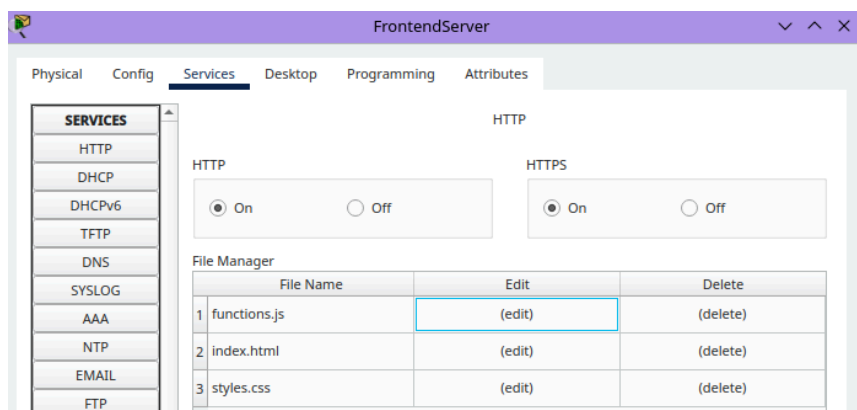 FrontendServer
Physical Config Services Desktop Programming Attributes
SERVICES
HTTP
DHCP
DHCPv6
TFTP
DNS
SYSLOG
AAA
NTP
EMAIL
FTP
HTTP
HTTP
On Off
HTTPS
On Off
File Manager
File Name Edit Delete
1 functions.js (edit) (delete)
2 index.html (edit) (delete)
3 styles.css (edit) (delete)